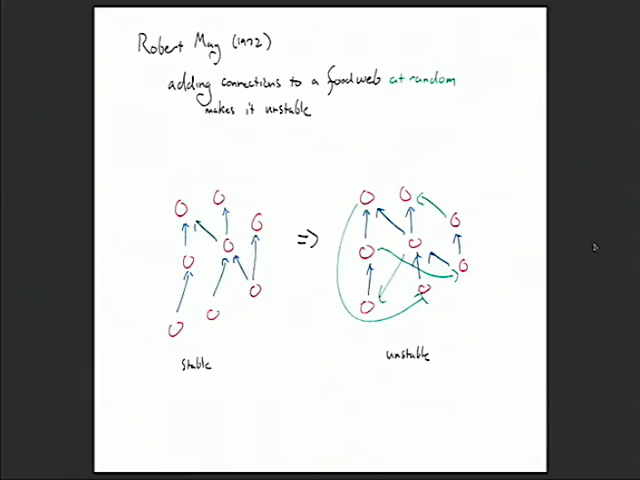 Robert May (1972)
adding connections to a foodweb at random
makes it unstable
stable
unstable